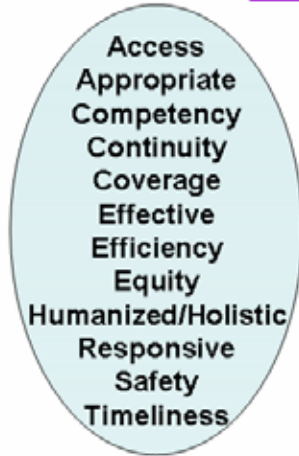 Access
Appropriate
Competency
Continuity
Coverage
Effective
Efficiency
Equity
Humanized/Holistic
Responsive
Safety
Timeliness